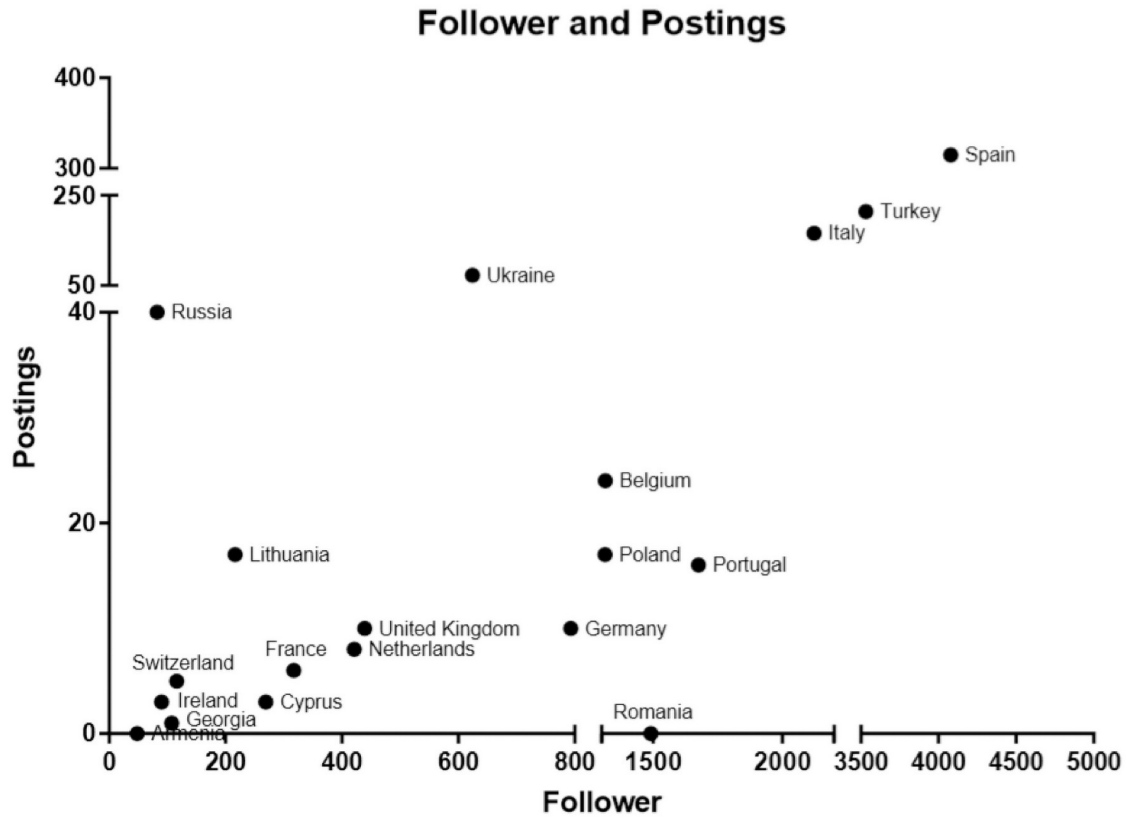 Follower and Postings
400
300
Spain
250
Turkey
Italy
Ukraine
50
40
Russia
Postings
Belgium
20
Lithuania
Poland
Portugal
United Kingdom
Germany
France
Netherlands
Switzerland
Ireland
Cyprus
Georgia
Romania
Armenia
0
0 200 400 600 800 1500 2000 3500 4000 4500 5000
Follower